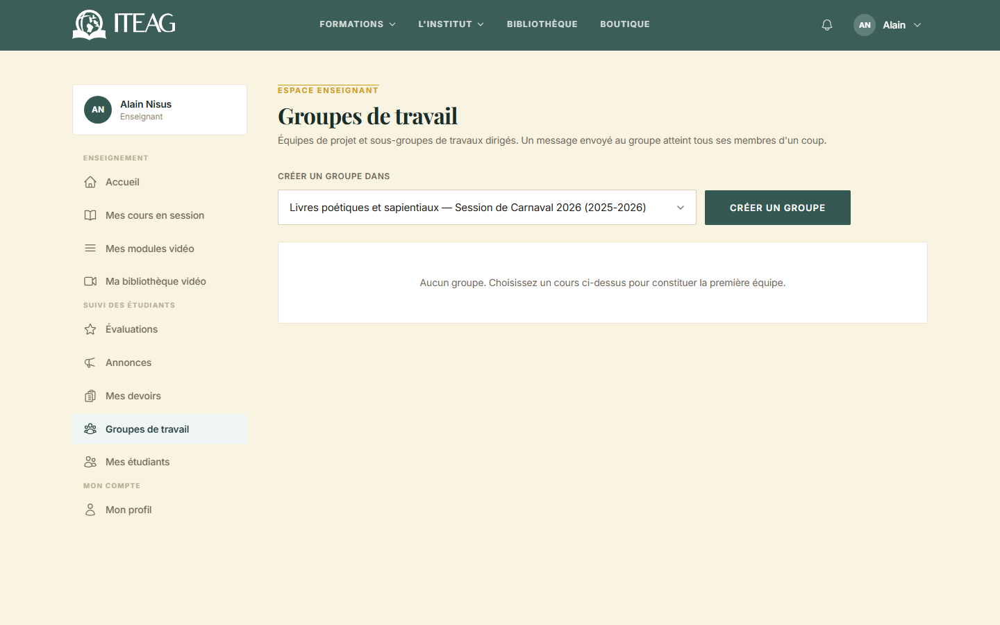 ITEAG
FORMATIONS
L'INSTITUT
BIBLIOTHÈQUE
BOUTIQUE
AN
Alain
AN
Alain Nisus
Enseignant
ENSEIGNEMENT
Accueil
Mes cours en session
Mes modules vidéo
Ma bibliothèque vidéo
SUIVI DES ÉTUDIANTS
Évaluations
Annonces
Mes devoirs
Groupes de travail
Mes étudiants
MON COMPTE
Mon profil
ESPACE ENSEIGNANT
Groupes de travail
Équipes de projet et sous-groupes de travaux dirigés. Un message envoyé au groupe atteint tous ses membres d'un coup.
CRÉER UN GROUPE DANS
Livres poétiques et sapientiaux — Session de Carnaval 2026 (2025-2026)
CRÉER UN GROUPE
Aucun groupe. Choisissez un cours ci-dessus pour constituer la première équipe.